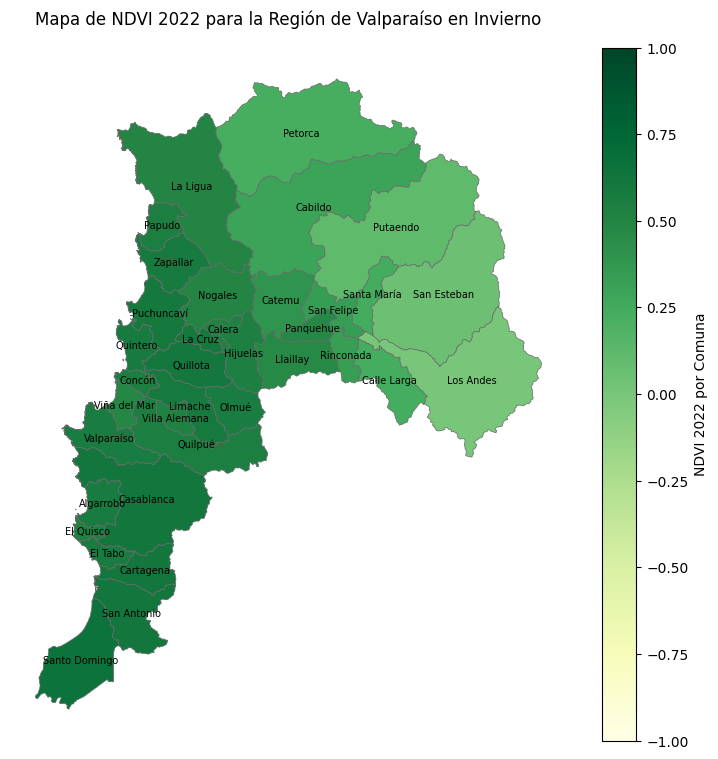 Mapa de NDVI 2022 para la Región de Valparaíso en Invierno
Petorca
La Ligua
Cabildo
Papudo
Putaendo
Zapallar
Nogales
Catemu
Santa María
San Esteban
Puchuncaví
San Felipe
Calera
Panquehue
La Cruz
Quintero
Hijuelas
Llaillay
Rinconada
Quillota
Concón
Calle Larga
Los Andes
Viña del Mar
Limache
Olmué
Villa Alemana
Valparaíso
Quilpué
Casablanca
Algarrobo
El Quisco
El Tabo
Cartagena
San Antonio
Santo Domingo
1.00
0.75
0.50
0.25
0.00
−0.25
−0.50
−0.75
−1.00
NDVI 2022 por Comuna